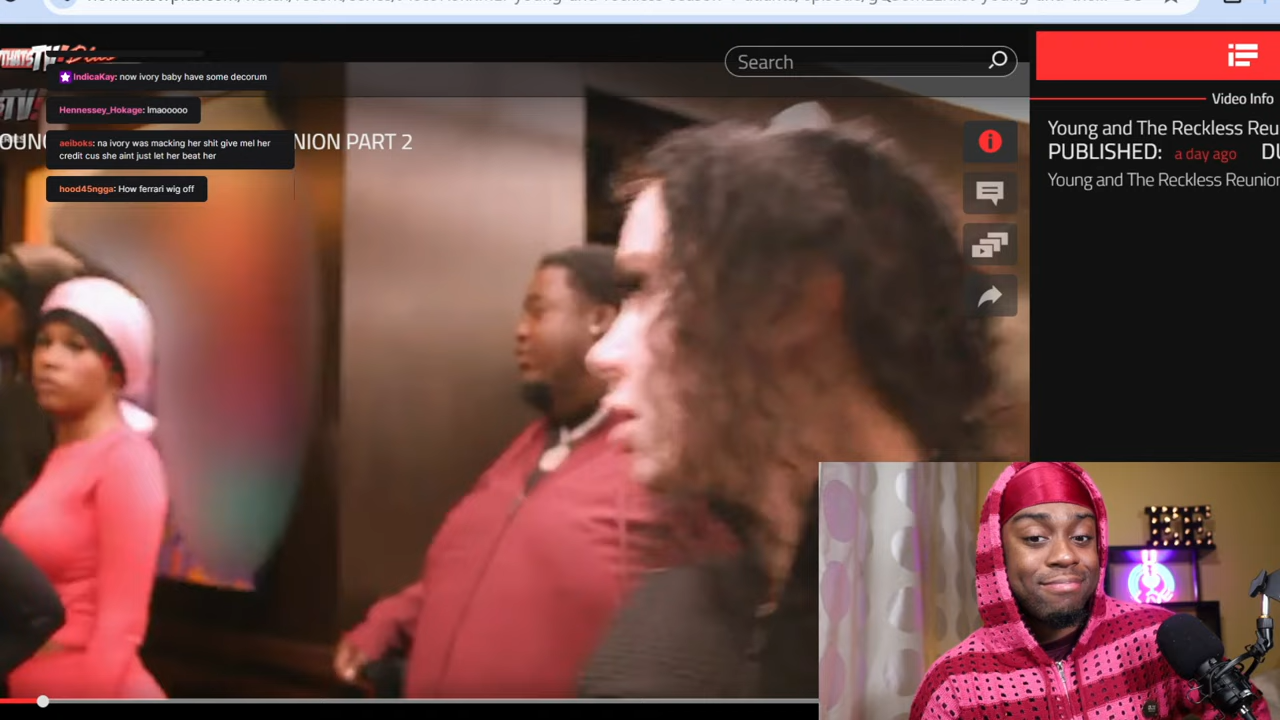 Search
Video Info
IndicaKay: now ivory baby have some decorum
Hennessey_Hokage: lmaooooo
NION PART 2
aeiboks: na ivory was macking her shit give mel her
credit cus she aint just let her beat her
hood45ngga: How ferrari wig off
Young and The Reckless Reu
PUBLISHED: a day ago DU
Young and The Reckless Reunion